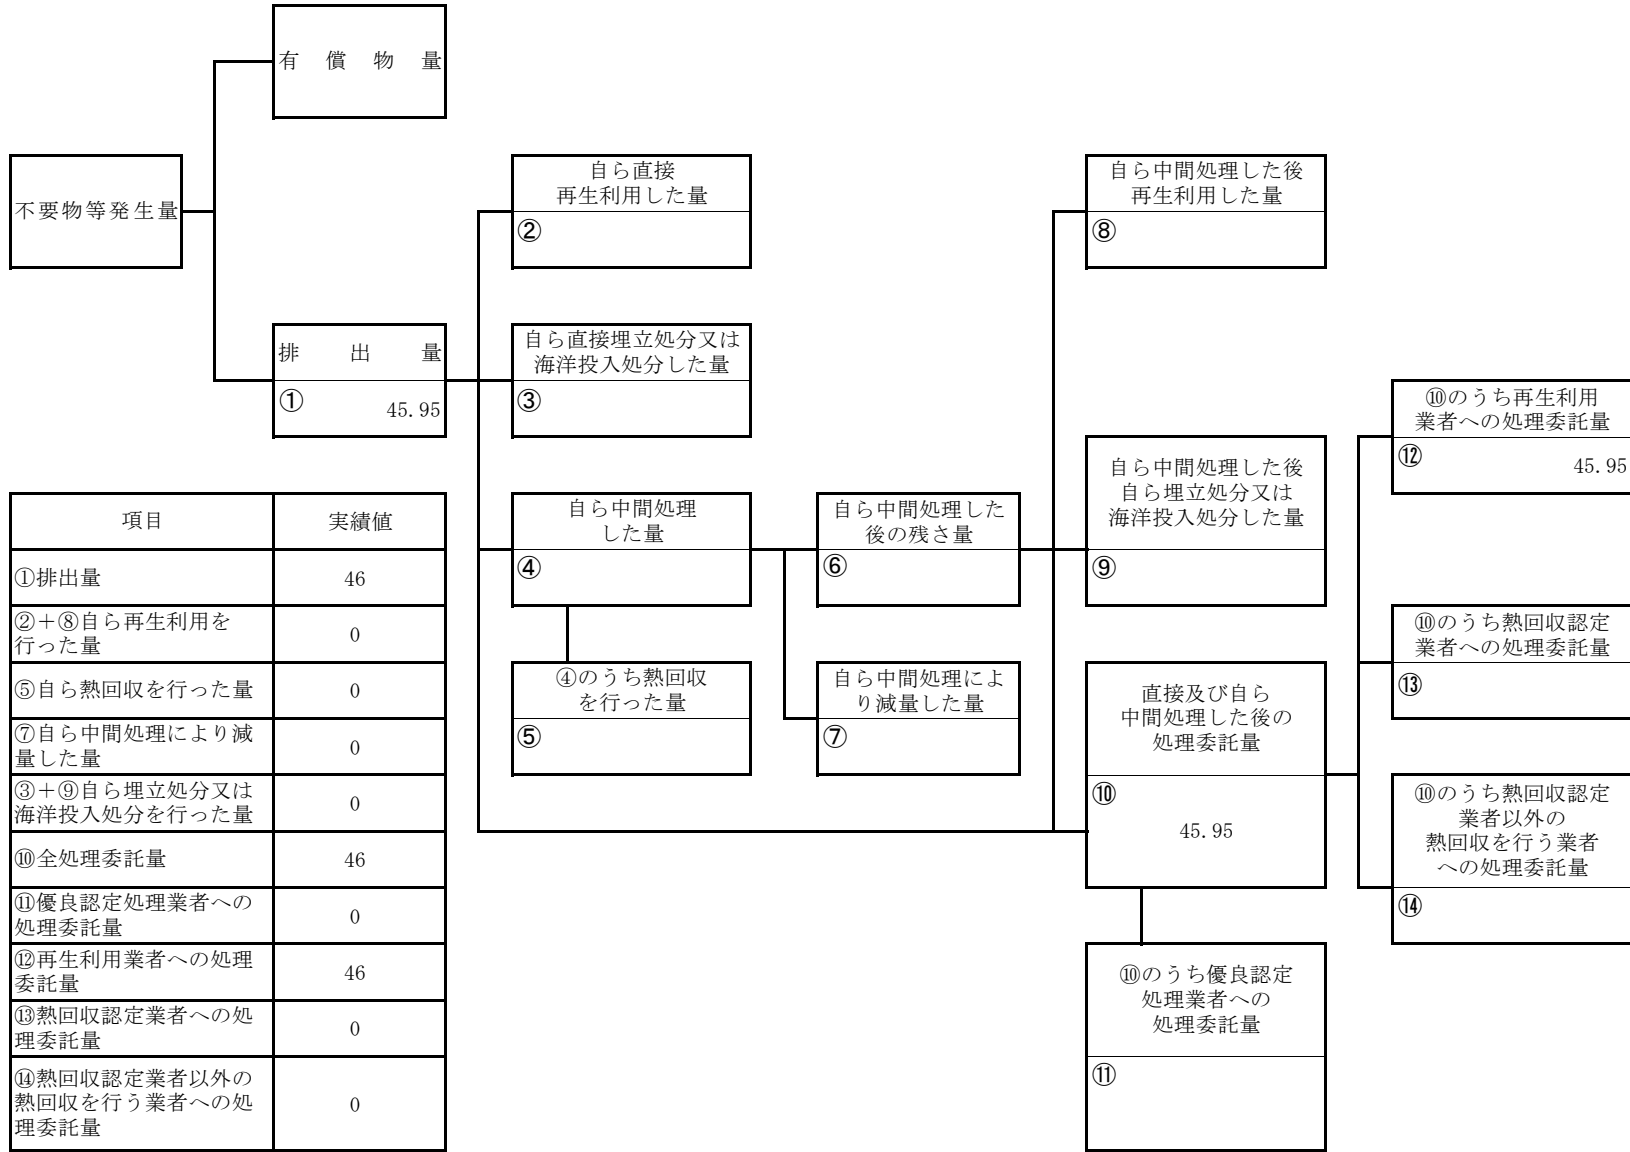 有償物量
不要物等発生量
自ら直接
再生利用した量
②
自ら中間処理した後
再生利用した量
⑧
排出量
①
45.95
自ら直接埋立処分又は
海洋投入処分した量
③
⑩のうち再生利用
業者への処理委託量
⑫
45.95
自ら中間処理した後
自ら埋立処分又は
海洋投入処分した量
⑨
自ら中間処理
した量
④
自ら中間処理した
後の残さ量
⑥
⑩のうち熱回収認定
業者への処理委託量
⑬
④のうち熱回収
を行った量
⑤
自ら中間処理によ
り減量した量
⑦
直接及び自ら
中間処理した後の
処理委託量
⑩
45.95
⑩のうち熱回収認定
業者以外の
熱回収を行う業者
への処理委託量
⑭
⑩のうち優良認定
処理業者への
処理委託量
⑪
項目
実績値
①排出量
46
②＋⑧自ら再生利用を
行った量
0
⑤自ら熱回収を行った量
0
⑦自ら中間処理により減
量した量
0
③＋⑨自ら埋立処分又は
海洋投入処分を行った量
0
⑩全処理委託量
46
⑪優良認定処理業者への
処理委託量
0
⑫再生利用業者への処理
委託量
46
⑬熱回収認定業者への処
理委託量
0
⑭熱回収認定業者以外の
熱回収を行う業者への処
理委託量
0